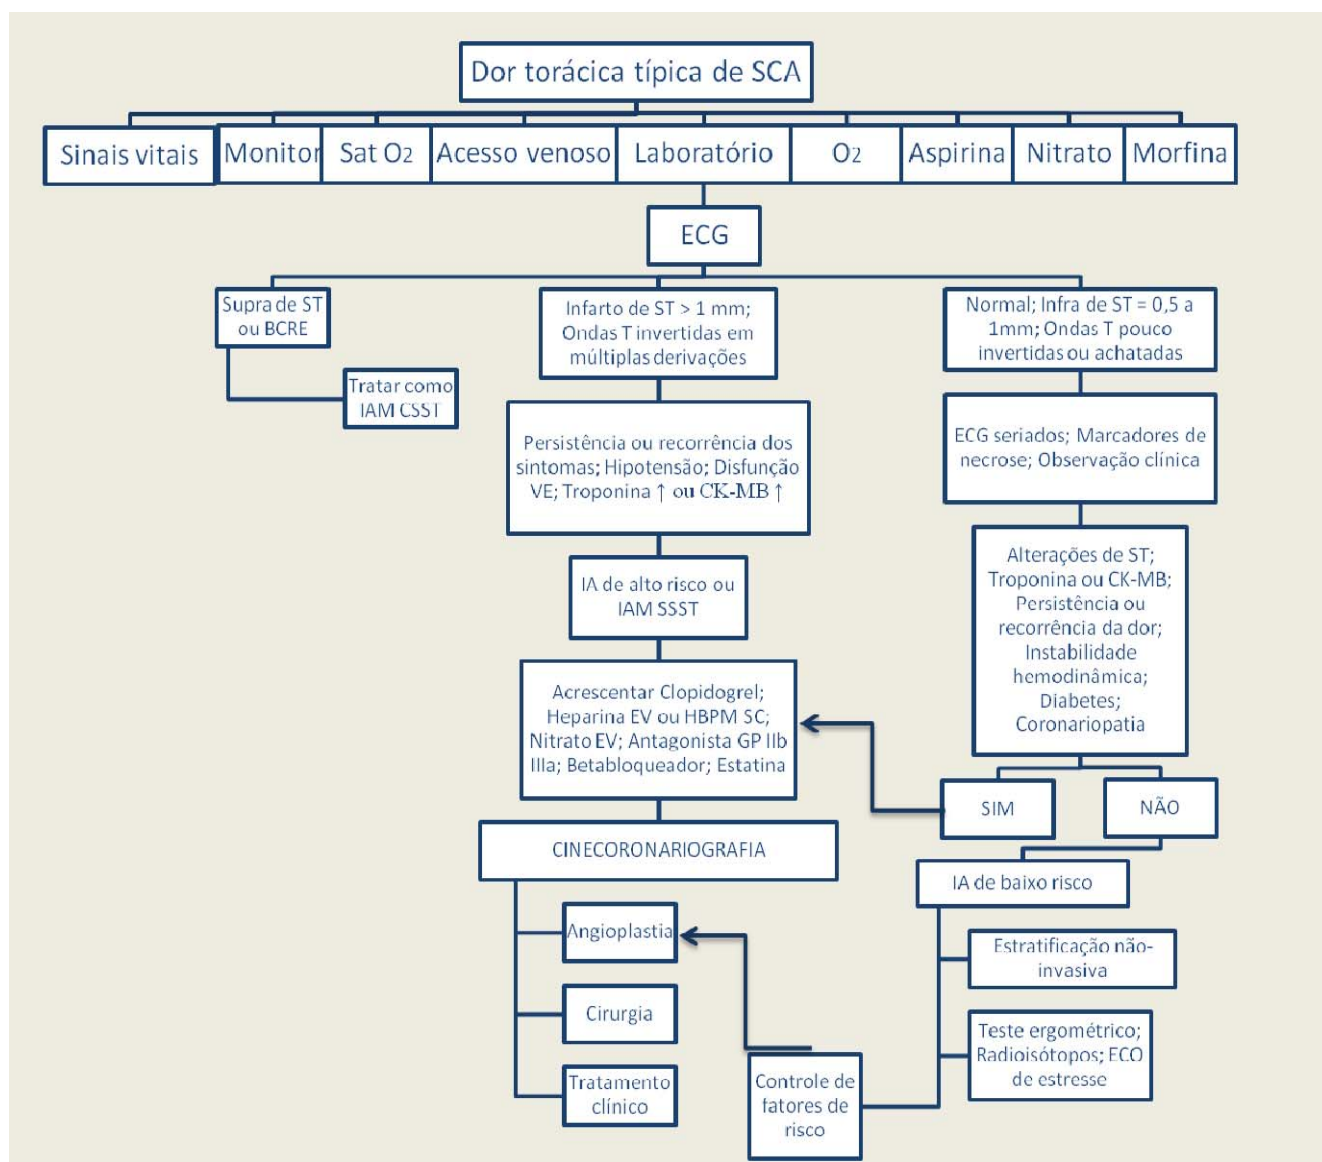 Dor torácica típica de SCA
Sinais vitais
Monitor
Sat O2
Acesso venoso
Laboratório
O2
Aspirina
Nitrato
Morfina
ECG
Supra de ST
ou BCRE
Tratar como
IAM CSST
Infarto de ST > 1 mm;
Ondas T invertidas em
múltiplas derivações
Persistência ou recorrência dos
sintomas; Hipotensão; Disfunção
VE; Troponina ↑ ou CK-MB ↑
IA de alto risco ou
IAM SSST
Acrescentar Clopidogrel;
Heparina EV ou HBPM SC;
Nitrato EV; Antagonista GP IIb
IIIa; Betabloqueador; Estatina
CINECORONARIOGRAFIA
Angioplastia
Cirurgia
Tratamento
clínico
Normal; Infra de ST = 0,5 a
1mm; Ondas T pouco
invertidas ou achatadas
ECG seriados; Marcadores de
necrose; Observação clínica
Alterações de ST;
Troponina ou CK-MB;
Persistência ou
recorrência da dor;
Instabilidade
hemodinâmica;
Diabetes;
Coronariopatia
SIM
NÃO
IA de baixo risco
Estratificação não-
invasiva
Teste ergométrico;
Radioisótopos; ECO
de estresse
Controle de
fatores de
risco